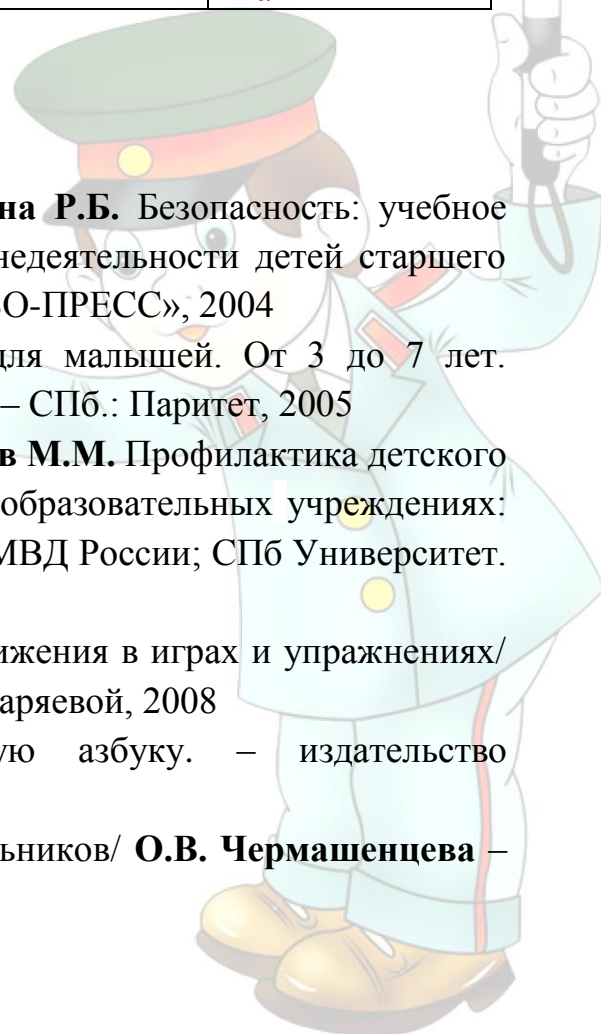 на Р.Б. Безопасность: учебное
недеятельности детей старшего
О-ПРЕСС», 2004
для малышей. От 3 до 7 лет.
– СПб.: Паритет, 2005
в М.М. Профилактика детского
образовательных учреждениях:
МВД России; СПб Университет.
ижения в играх и упражнениях/
аряевой, 2008
ую азбуку. – издательство
льников/ О.В. Чермашенцева –